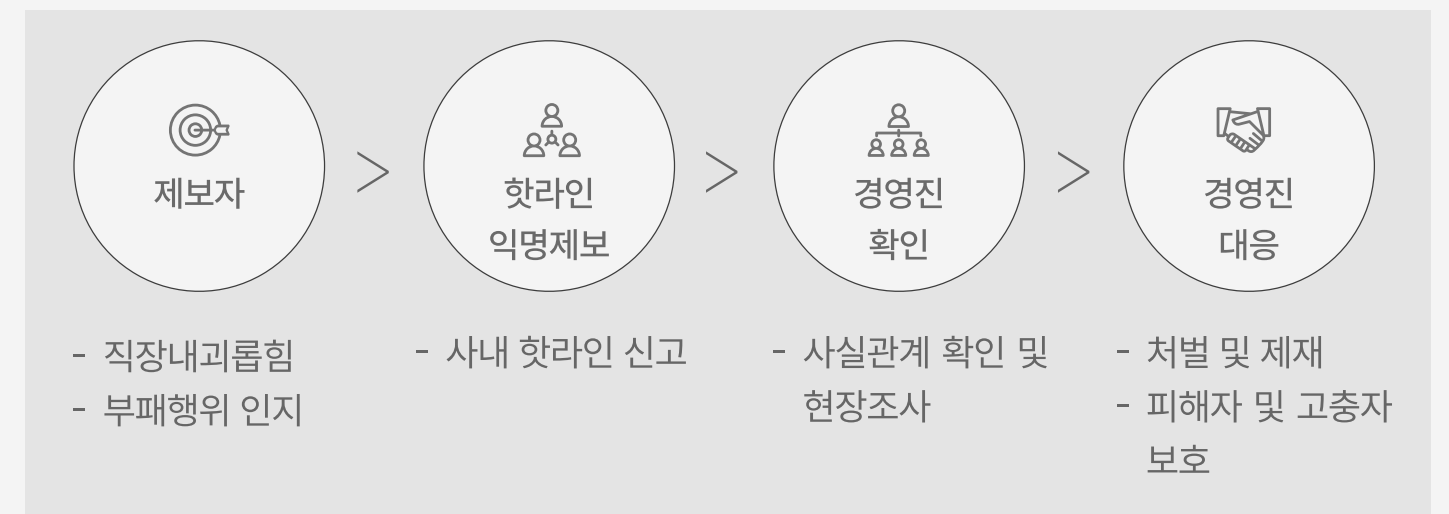 제보자
핫라인
익명제보
경영진
확인
경영진
대응
- 직장내괴롭힘
- 부패행위 인지
- 사내 핫라인 신고
- 사실관계 확인 및
현장조사
- 처벌 및 제재
- 피해자 및 고충자
보호